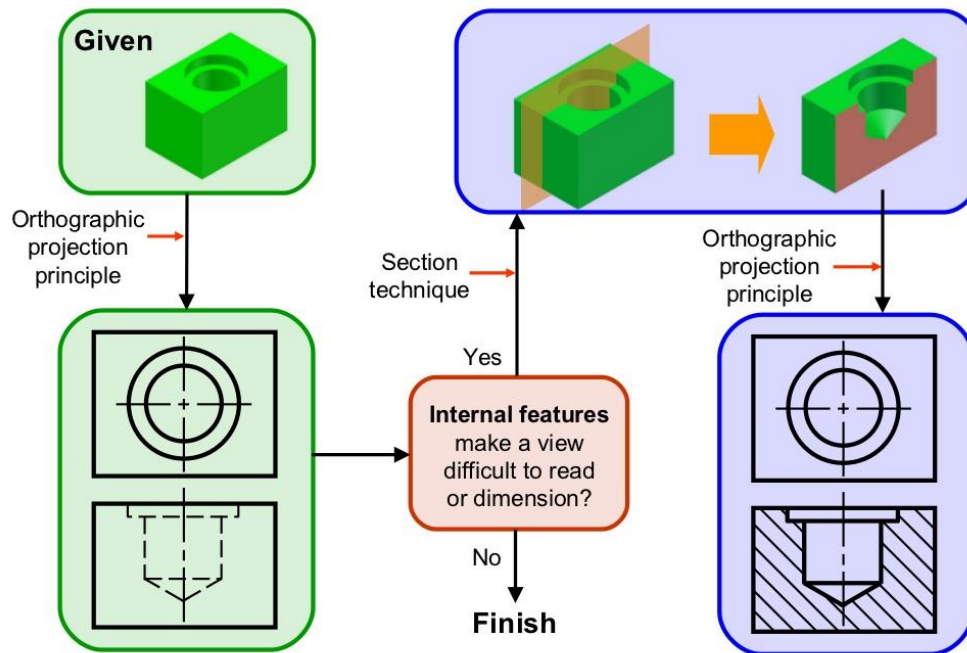 Given
Orthographic
projection
principle
Section
technique
Orthographic
projection
principle
Yes
Internal features
make a view
difficult to read
or dimension?
No
Finish